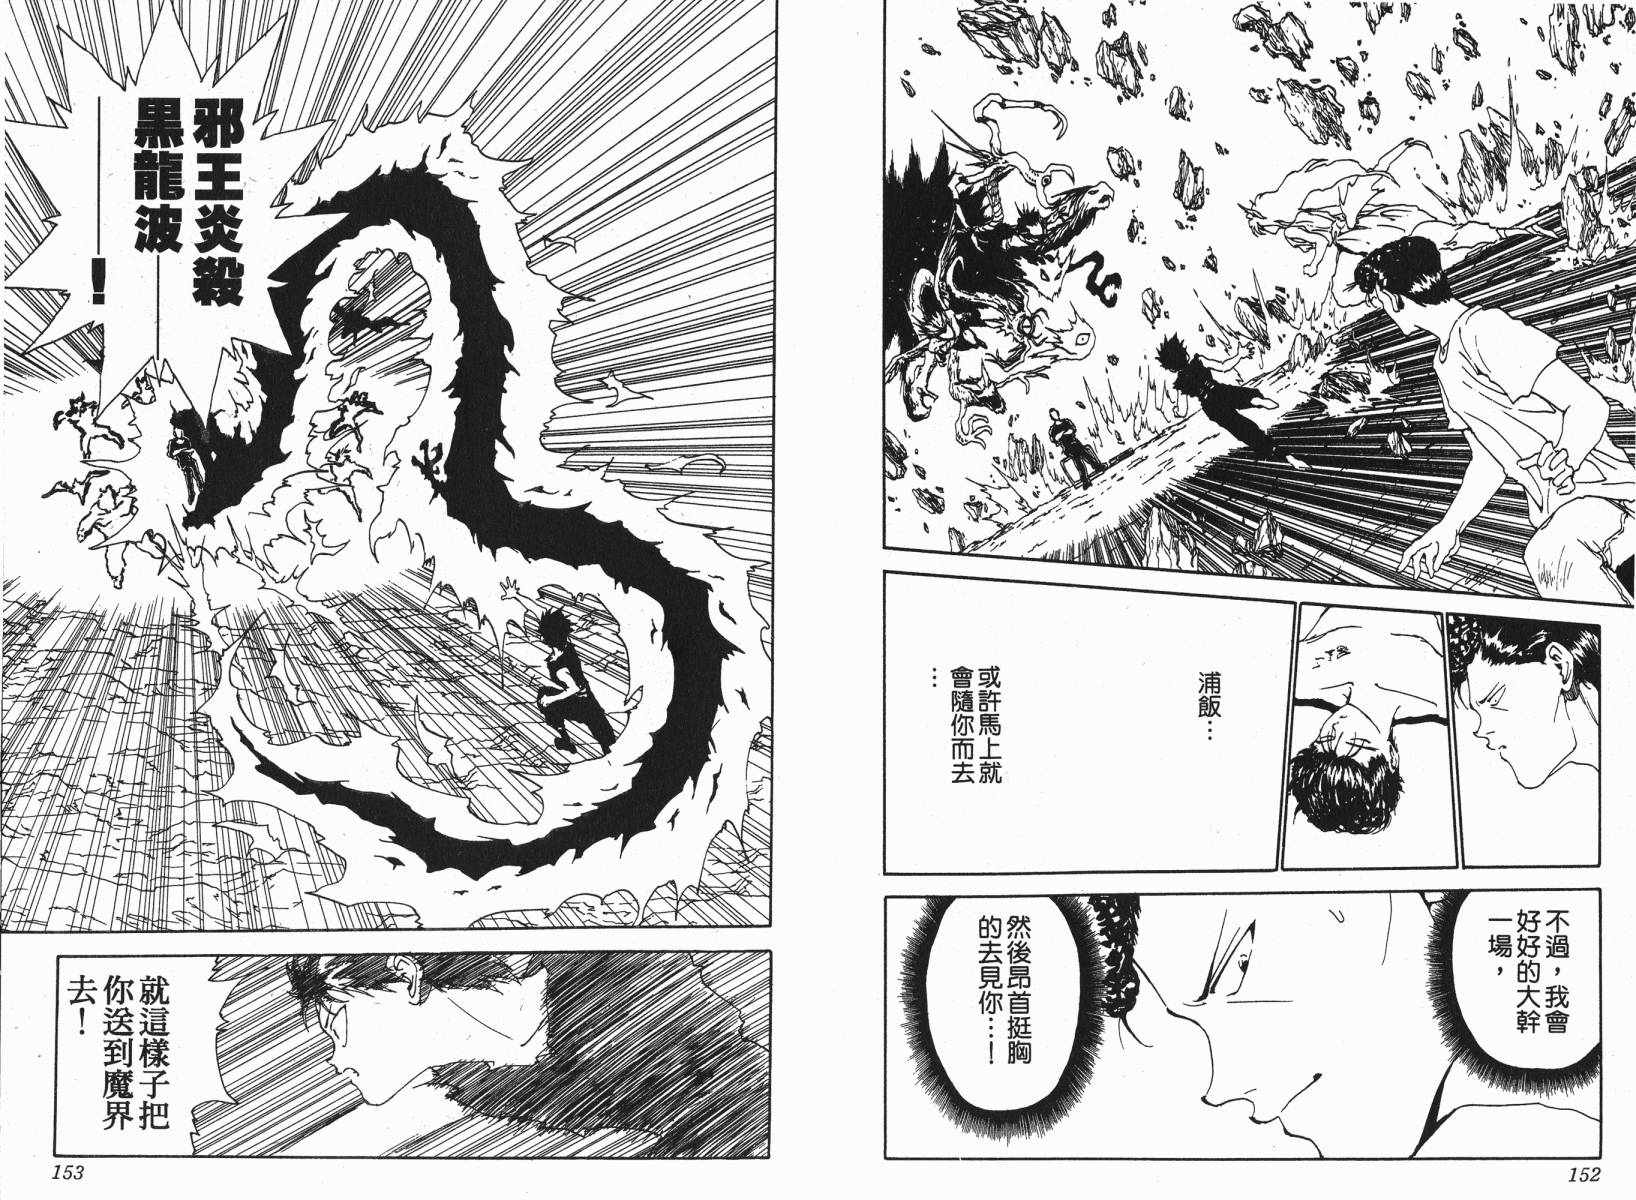 浦飯…
或許馬上就
會隨你而去
…
不過，我會
好好的大幹
一場，
然後昂首挺胸
的去見你…！
152
邪王炎殺
黑龍波—
—！
就這樣子把
你送到魔界
去！
153